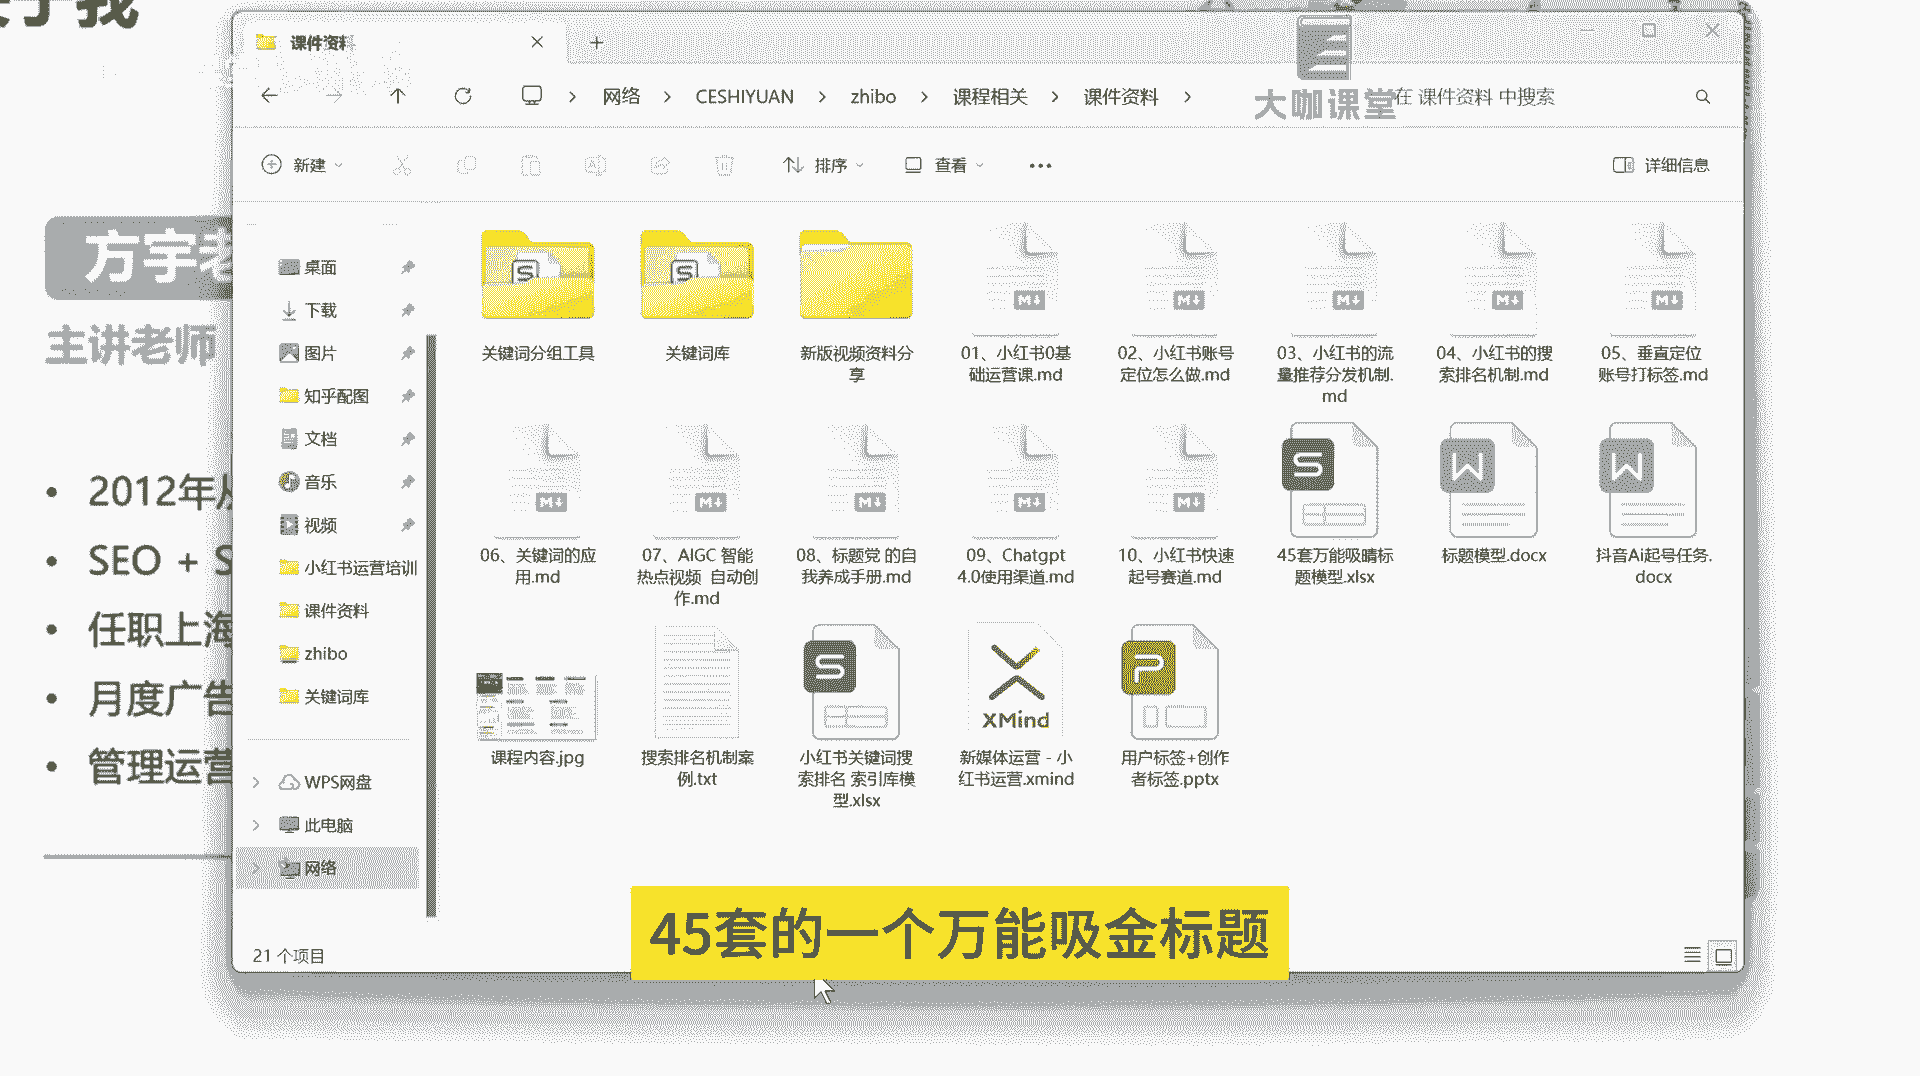 于我
课件资料
网络
CESHIYUAN
zhibo
课程相关
课件资料
大咖课堂
在 课件资料 中搜索
新建
排序
查看
详细信息
方宇老
主讲老师
2012年从
SEO + S
任职上海
月度广告
管理运营
桌面
下载
图片
知乎配图
文档
音乐
视频
小红书运营培训
课件资料
zhibo
关键词库
WPS网盘
此电脑
网络
关键词分组工具
关键词库
新版视频资料分
享
01、小红书0基
础运营课.md
02、小红书账号
定位怎么做.md
03、小红书的流
量推荐分发机制.
md
04、小红书的搜
索排名机制.md
05、垂直定位
账号打标签.md
06、关键词的应
用.md
07、AIGC 智能
热点视频 自动创
作.md
08、标题党 的自
我养成手册.md
09、Chatgpt
4.0使用渠道.md
10、小红书快速
起号赛道.md
45套万能吸睛标
题模型.xlsx
标题模型.docx
抖音Ai起号任务.
docx
课程内容.jpg
搜索排名机制案
例.txt
小红书关键词搜
索排名 索引库模
型.xlsx
XMind
新媒体运营 - 小
红书运营.xmind
用户标签+创作
者标签.pptx
45套的一个万能吸金标题
21 个项目